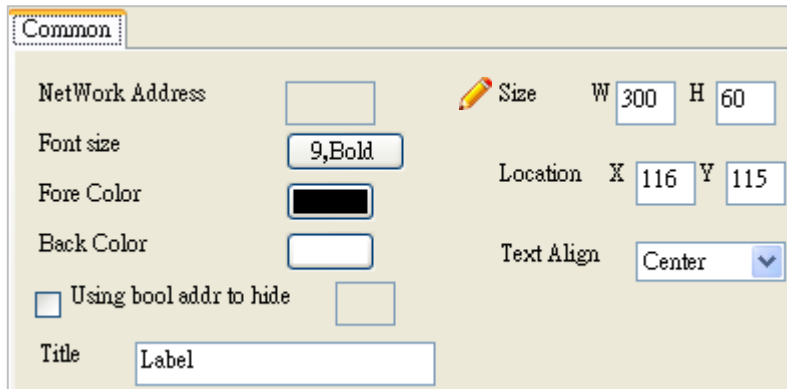 Common
NetWork Address
Size W 300 H 60
Font size 9,Bold
Location X 116 Y 115
Fore Color
Back Color
Text Align Center
Using bool addr to hide
Title Label